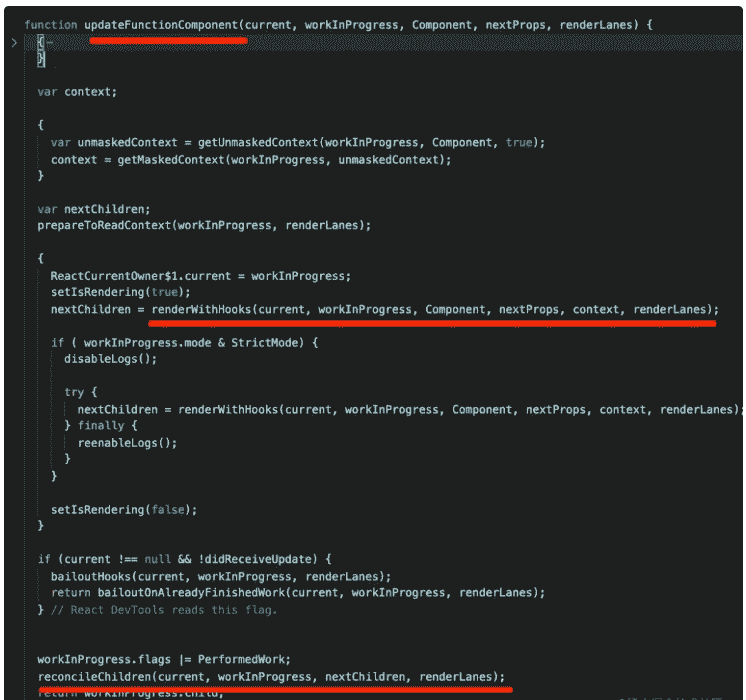 function updateFunctionComponent(current, workInProgress, Component, nextProps, renderLanes) {
{
}
var context;
{
var unmaskedContext = getUnmaskedContext(workInProgress, Component, true);
context = getMaskedContext(workInProgress, unmaskedContext);
}
var nextChildren;
prepareToReadContext(workInProgress, renderLanes);
{
ReactCurrentOwner$1.current = workInProgress;
setIsRendering(true);
nextChildren = renderWithHooks(current, workInProgress, Component, nextProps, context, renderLanes);
if ( workInProgress.mode & StrictMode) {
disableLogs();
try {
nextChildren = renderWithHooks(current, workInProgress, Component, nextProps, context, renderLanes);
} finally {
reenableLogs();
}
}
setIsRendering(false);
}
if (current !== null && !didReceiveUpdate) {
bailoutHooks(current, workInProgress, renderLanes);
return bailoutOnAlreadyFinishedWork(current, workInProgress, renderLanes);
} // React DevTools reads this flag.
workInProgress.flags |= PerformedWork;
reconcileChildren(current, workInProgress, nextChildren, renderLanes);
return workInProgress.child;